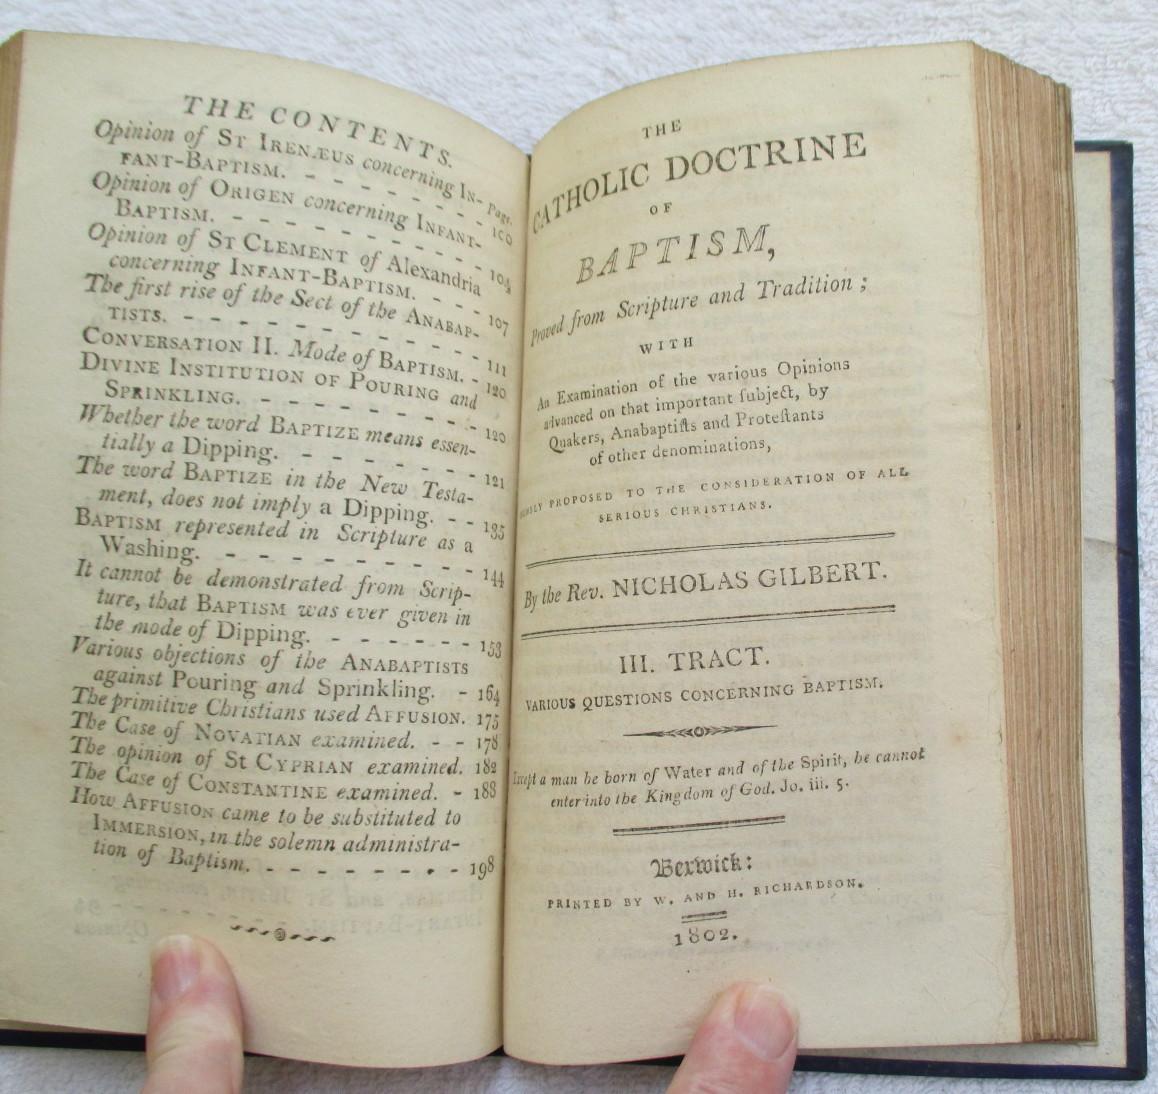 THE CONTENTS.
Page.
Opinion of St Irenæus concerning In-
fant-Baptism. - - - - - - - - 100
Opinion of Origen concerning Infant-
Baptism. - - - - - - - - - - 104
Opinion of St Clement of Alexandria
concerning Infant-Baptism. - - - 107
The first rise of the Sect of the Anabap-
tists. - - - - - - - - - - - 111
Conversation II. Mode of Baptism. - 120
Divine Institution of Pouring and
Sprinkling. - - - - - - - - 120
Whether the word Baptize means essen-
tially a Dipping. - - - - - - - 121
The word Baptize in the New Testa-
ment, does not imply a Dipping. - - 135
Baptism represented in Scripture as a
Washing. - - - - - - - - - 144
It cannot be demonstrated from Scrip-
ture, that Baptism was ever given in
the mode of Dipping. - - - - - - 153
Various objections of the Anabaptists
against Pouring and Sprinkling. - 164
The primitive Christians used Affusion. 175
The Case of Novatian examined. - - 178
The opinion of St Cyprian examined. 182
The Case of Constantine examined. - 188
How Affusion came to be substituted to
Immersion, in the solemn administra-
tion of Baptism. - - - - - - - - 198
THE
CATHOLIC DOCTRINE
OF
BAPTISM,
Proved from Scripture and Tradition;
WITH
An Examination of the various Opinions
advanced on that important ſubject, by
Quakers, Anabaptiſts and Proteſtants
of other denominations,
PROPOSED TO THE CONSIDERATION OF ALL
SERIOUS CHRISTIANS.
By the Rev. NICHOLAS GILBERT.
III. TRACT.
VARIOUS QUESTIONS CONCERNING BAPTISM.
Except a man be born of Water and of the Spirit, he cannot
enter into the Kingdom of God. Jo. iii. 5.
Berwick:
PRINTED BY W. AND H. RICHARDSON.
1802.